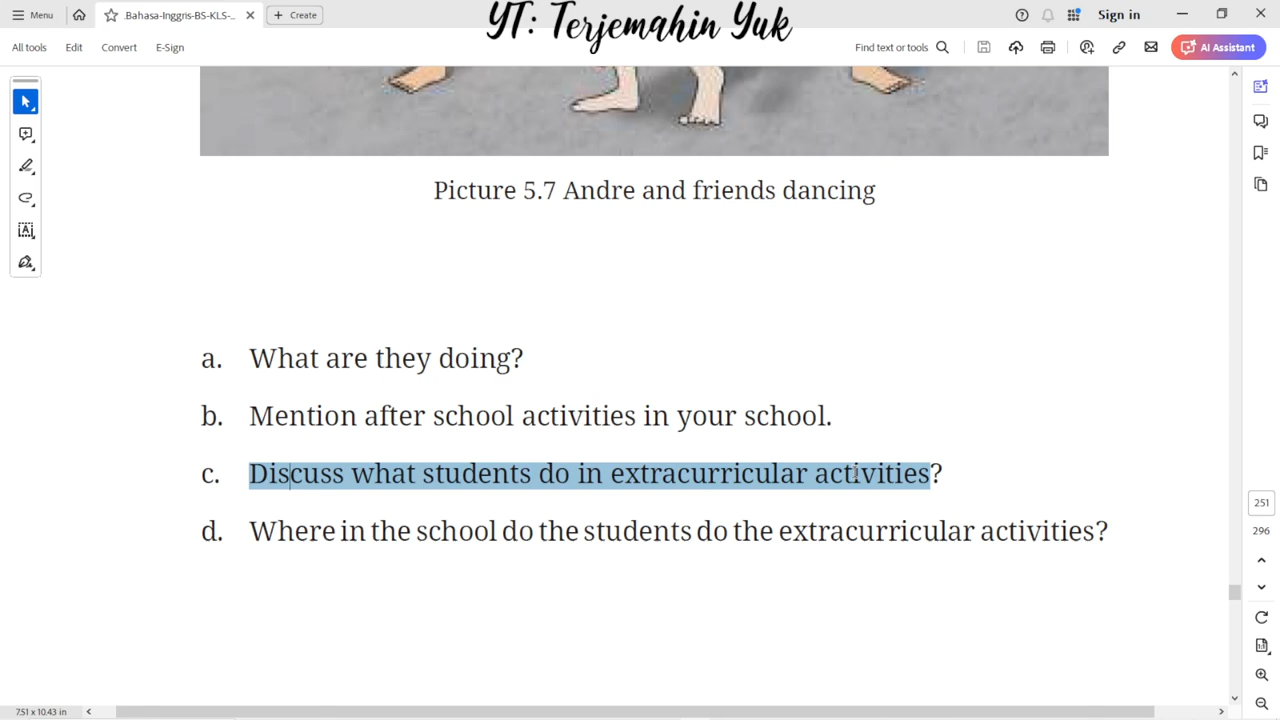 Menu
.Bahasa-Inggris-BS-KLS-...
Create
YT: Terjemahin Yuk
Sign in
All tools
Edit
Convert
E-Sign
Find text or tools
AI Assistant
Picture 5.7 Andre and friends dancing
a. What are they doing?
b. Mention after school activities in your school.
c. Discuss what students do in extracurricular activities?
d. Where in the school do the students do the extracurricular activities?
251
296
7.51 x 10.43 in